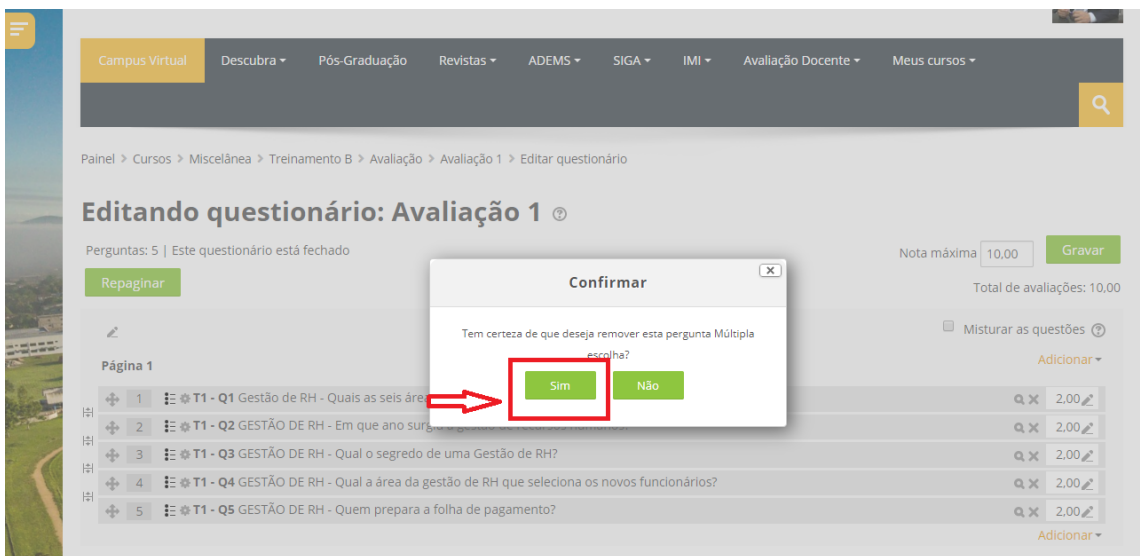 Campus Virtual Descubra Pós-Graduação Revistas ADEMS SIGA IMI Avaliação Docente Meus cursos
Painel > Cursos > Miscelânea > Treinamento B > Avaliação > Avaliação 1 > Editar questionário
Editando questionário: Avaliação 1
Perguntas: 5 | Este questionário está fechado
Nota máxima 10,00 Gravar
Repaginar
Total de avaliações: 10,00
Confirmar
Tem certeza de que deseja remover esta pergunta Múltipla
escolha?
Sim Não
Misturar as questões
Adicionar
Página 1
1 T1 - Q1 Gestão de RH - Quais as seis 2,00
2 T1 - Q2 GESTÃO DE RH - Em que ano 2,00
3 T1 - Q3 GESTÃO DE RH - Qual o segredo de uma Gestão de RH? 2,00
4 T1 - Q4 GESTÃO DE RH - Qual a área da gestão de RH que seleciona os novos funcionários? 2,00
5 T1 - Q5 GESTÃO DE RH - Quem prepara a folha de pagamento? 2,00
Adicionar